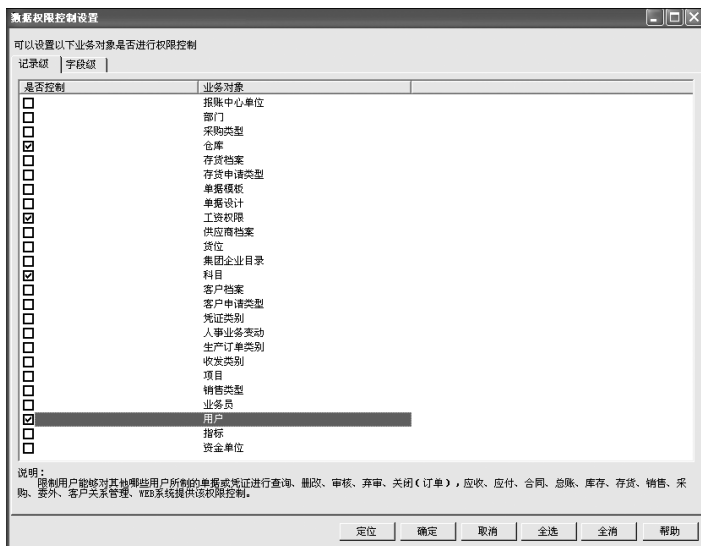 数据权限控制设置
可以设置以下业务对象是否进行权限控制
记录级 字段级
是否控制 业务对象
报账中心单位
部门
采购类型
仓库
存货档案
存货申请类型
单据模板
单据设计
工资权限
供应商档案
货位
集团企业目录
科目
客户档案
客户申请类型
凭证类别
人事业务变动
生产订单类别
收发类别
项目
销售类型
业务员
用户
指标
资金单位
说明:
限制用户能够对其他哪些用户所制的单据或凭证进行查询、删改、审核、弃审、关闭(订单),应收、应付、合同、总账、库存、存货、销售、采
购、委外、客户关系管理、WEB系统提供该权限控制。
定位 确定 取消 全选 全消 帮助